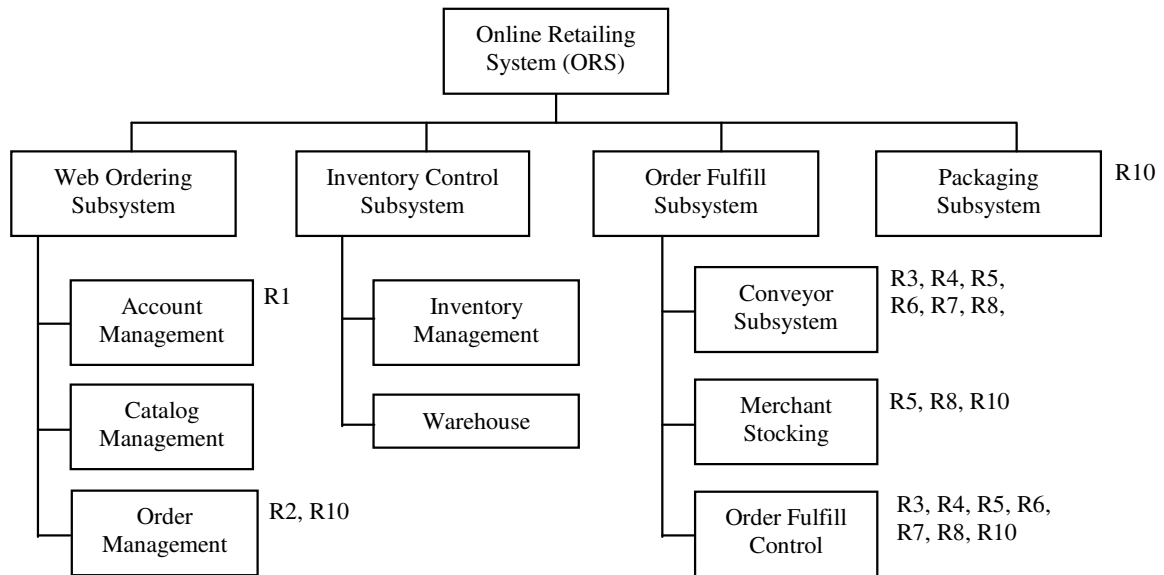 Online Retailing
System (ORS)
Web Ordering
Subsystem
Inventory Control
Subsystem
Order Fulfill
Subsystem
Packaging
Subsystem
R10
Account
Management
R1
Inventory
Management
Conveyor
Subsystem
R3, R4, R5,
R6, R7, R8,
Catalog
Management
Warehouse
Merchant
Stocking
R5, R8, R10
Order
Management
R2, R10
Order Fulfill
Control
R3, R4, R5, R6,
R7, R8, R10